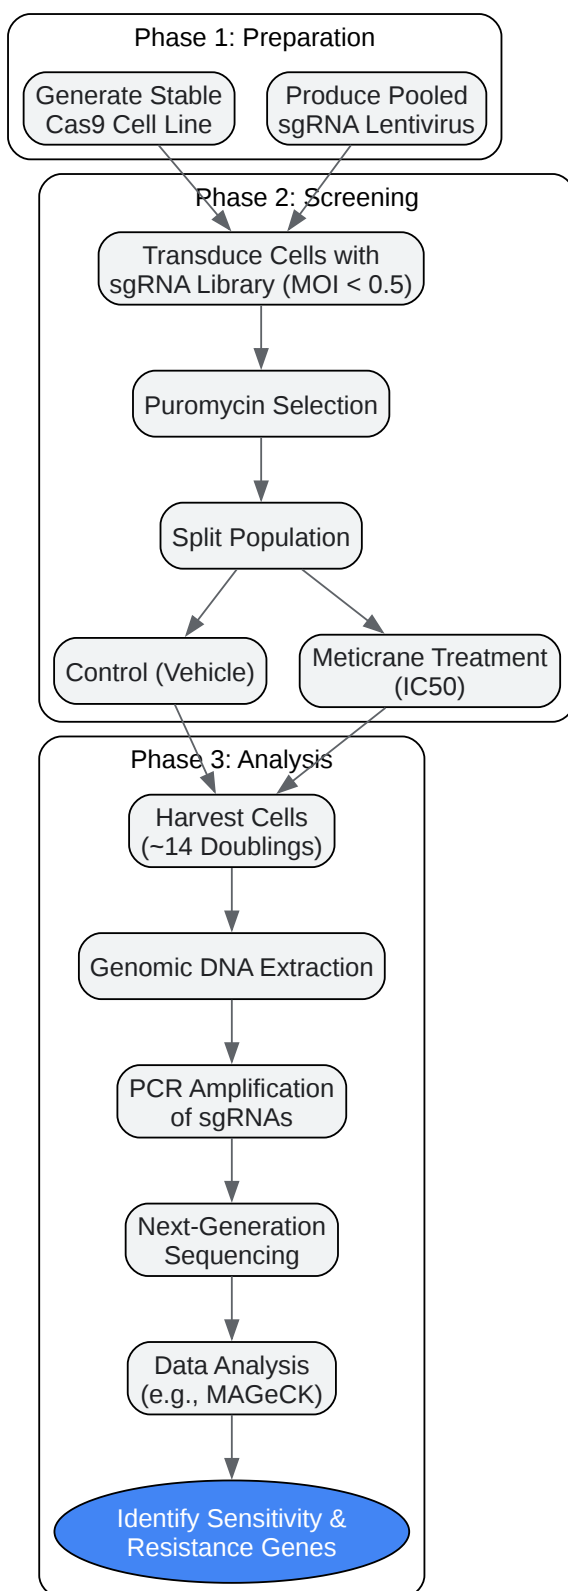 Phase 1: Preparation
Generate Stable
Cas9 Cell Line
Produce Pooled
sgRNA Lentivirus
Phase 2: Screening
Transduce Cells with
sgRNA Library (MOI < 0.5)
Puromycin Selection
Split Population
Control (Vehicle)
Meticrane Treatment
(IC50)
Phase 3: Analysis
Harvest Cells
(~14 Doublings)
Genomic DNA Extraction
PCR Amplification
of sgRNAs
Next-Generation
Sequencing
Data Analysis
(e.g., MAGeCK)
Identify Sensitivity &
Resistance Genes